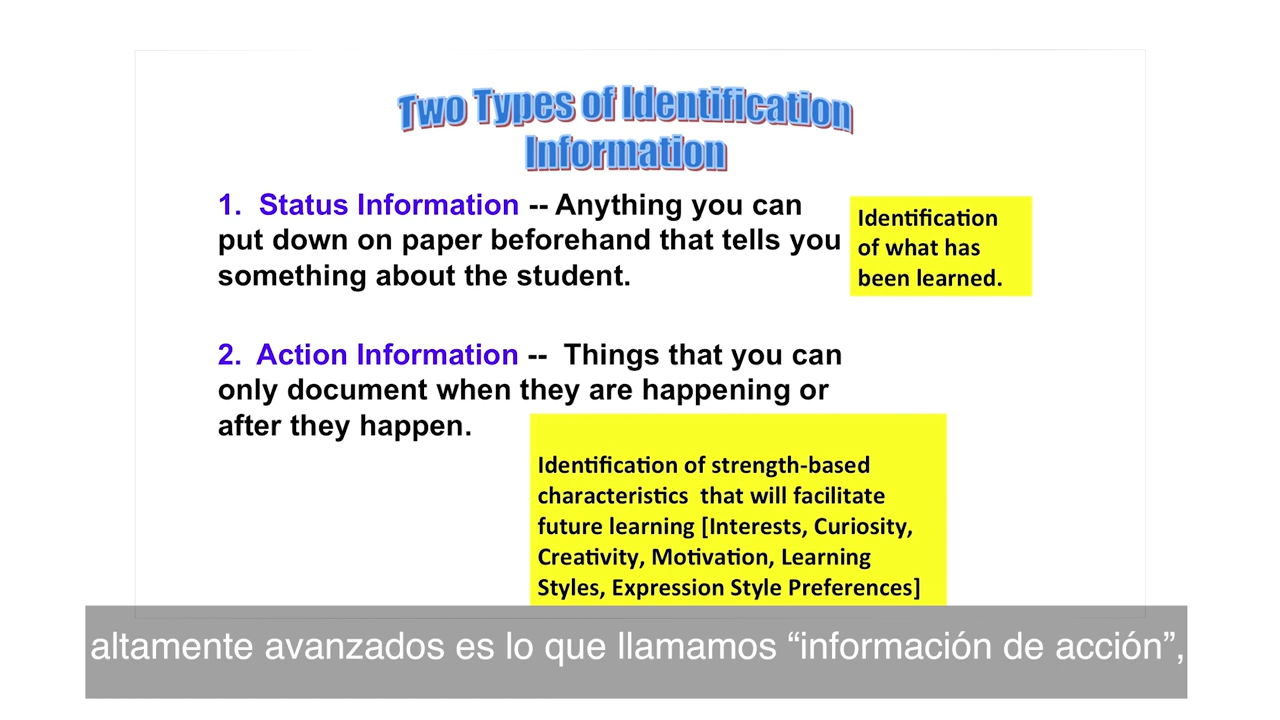 Two Types of Identification
Information
1. Status Information -- Anything you can
put down on paper beforehand that tells you
something about the student.
Identification
of what has
been learned.
2. Action Information -- Things that you can
only document when they are happening or
after they happen.
Identification of strength-based
characteristics that will facilitate
future learning [Interests, Curiosity,
Creativity, Motivation, Learning
Styles, Expression Style Preferences]
altamente avanzados es lo que llamamos “información de acción”,